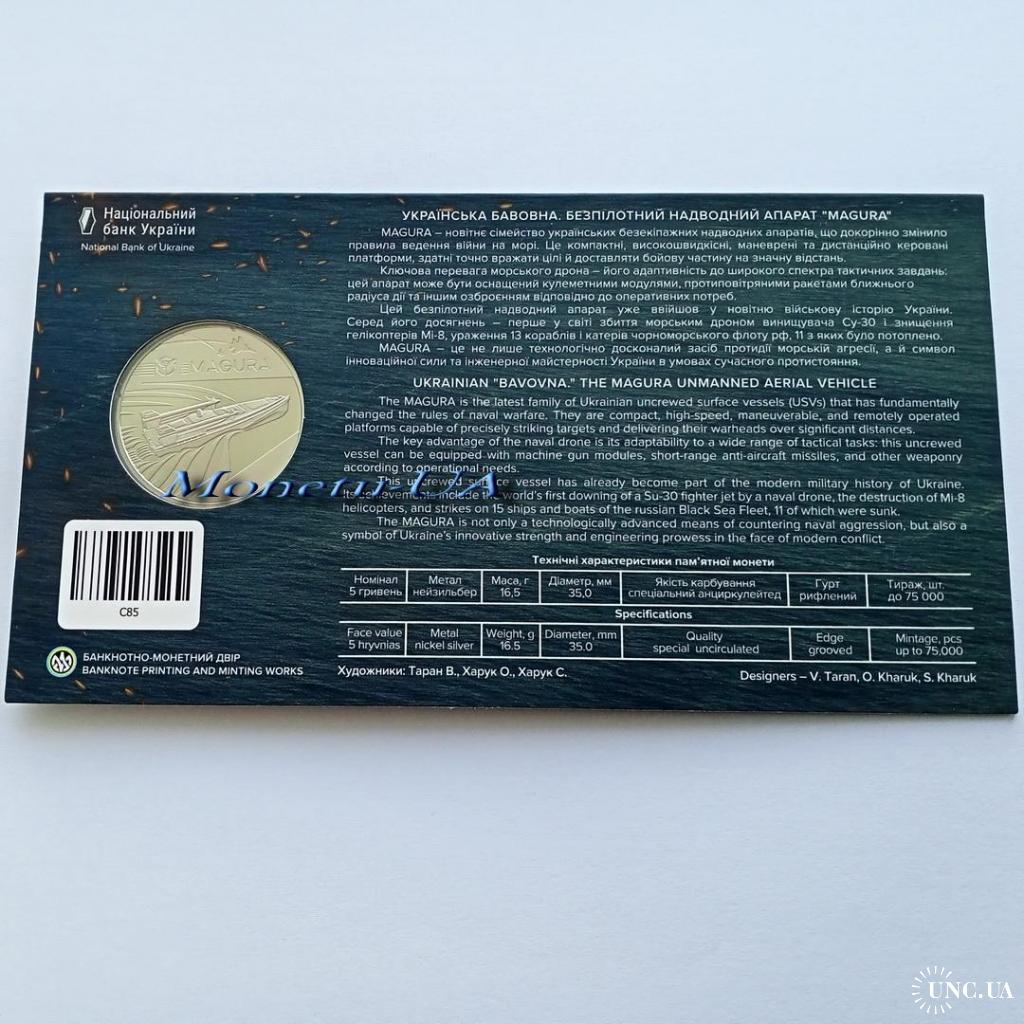 Національний
банк України
National Bank of Ukraine
УКРАЇНСЬКА БАВОВНА. БЕЗПІЛОТНИЙ НАДВОДНИЙ АПАРАТ "MAGURA"
MAGURA – новітнє сімейство українських безекіпажних надводних апаратів, що докорінно змінило
правила ведення війни на морі. Це компактні, високошвидкісні, маневрені та дистанційно керовані
платформи, здатні точно вражати цілі й доставляти бойову частину на значну відстань.
Ключова перевага морського дрона – його адаптивність до широкого спектра тактичних завдань:
цей апарат може бути оснащений кулеметними модулями, протиповітряними ракетами ближнього
радіуса дії та іншим озброєнням відповідно до оперативних потреб.
Цей безпілотний надводний апарат уже ввійшов у новітню військову історію України.
Серед його досягнень – перше у світі збиття морським дроном винищувача Су-30 і знищення
гелікоптерів Мі-8, ураження 13 кораблів і катерів чорноморського флоту рф, 11 з яких було потоплено.
MAGURA – це не лише технологічно досконалий засіб протидії морській агресії, а й символ
інноваційної сили та інженерної майстерності України в умовах сучасного протистояння.
UKRAINIAN "BAVOVNA." THE MAGURA UNMANNED AERIAL VEHICLE
The MAGURA is the latest family of Ukrainian uncrewed surface vessels (USVs) that has fundamentally
changed the rules of naval warfare. They are compact, high-speed, maneuverable, and remotely operated
platforms capable of precisely striking targets and delivering their warheads over significant distances.
The key advantage of the naval drone is its adaptability to a wide range of tactical tasks: this uncrewed
vessel can be equipped with machine gun modules, short-range anti-aircraft missiles, and other weaponry
according to operational needs.
This uncrewed surface vessel has already become part of the modern military history of Ukraine.
Its achievements include the world's first downing of a Su-30 fighter jet by a naval drone, the destruction of Mi-8
helicopters, and strikes on 15 ships and boats of the russian Black Sea Fleet, 11 of which were sunk.
The MAGURA is not only a technologically advanced means of countering naval aggression, but also a
symbol of Ukraine's innovative strength and engineering prowess in the face of modern conflict.
MAGURA
MonetuvUA
C85
Технічні характеристики пам'ятної монети
Номінал Метал Маса, г Діаметр, мм Якість карбування Гурт Тираж, шт.
5 гривень нейзильбер 16,5 35,0 спеціальний анциркулейтед рифлений до 75 000
Specifications
Face value Metal Weight, g Diameter, mm Quality Edge Mintage, pcs
5 hryvnias nickel silver 16.5 35.0 special uncirculated grooved up to 75,000
БАНКНОТНО-МОНЕТНИЙ ДВІР
BANKNOTE PRINTING AND MINTING WORKS
Художники: Таран В., Харук О., Харук С.
Designers – V. Taran, O. Kharuk, S. Kharuk
UNC.UA